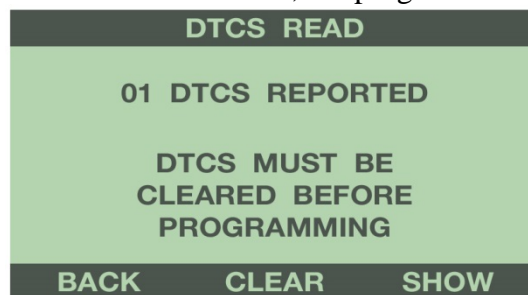 DTCS READ
01 DTCS REPORTED
DTCS MUST BE
CLEARED BEFORE
PROGRAMMING
BACK CLEAR SHOW